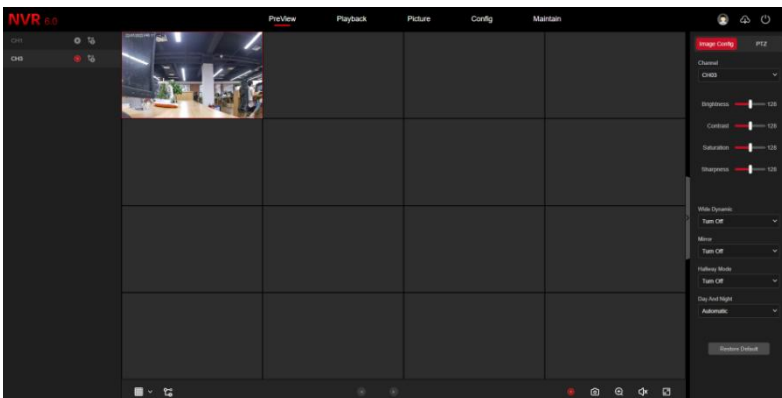 NVR 6.0
PreView
Playback
Picture
Config
Maintain
CH1
CH3
Image Config
PTZ
Channel
CH03
Brightness 128
Contrast 128
Saturation 128
Sharpness 128
Wide Dynamic
Turn Off
Mirror
Turn Off
Hallway Mode
Turn Off
Day And Night
Automatic
Restore Default